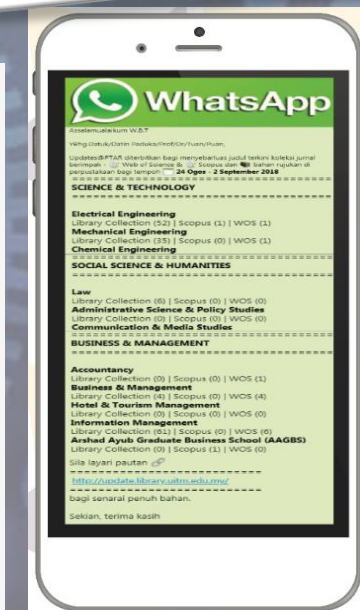 WhatsApp
Assalamualaikum W.B.T
YBhg.Datuk/Datin Paduka/Prof/Dr/Tuan/Puan,
Updates@PTAR diterbitkan bagi menyebarluas judul terkini koleksi jurnal
berimpak - Web of Science & Scopus dan bahan rujukan di
perpustakaan bagi tempoh 24 Ogos - 2 September 2018
==============================
SCIENCE & TECHNOLOGY
==============================
Electrical Engineering
Library Collection (52) | Scopus (1) | WOS (1)
Mechanical Engineering
Library Collection (35) | Scopus (0) | WOS (1)
Chemical Engineering
==============================
SOCIAL SCIENCE & HUMANITIES
==============================
Law
Library Collection (6) | Scopus (0) | WOS (0)
Administrative Science & Policy Studies
Library Collection (0) | Scopus (0) | WOS (0)
Communication & Media Studies
==============================
BUSINESS & MANAGEMENT
==============================
Accountancy
Library Collection (0) | Scopus (0) | WOS (1)
Business & Management
Library Collection (4) | Scopus (0) | WOS (4)
Hotel & Tourism Management
Library Collection (0) | Scopus (0) | WOS (0)
Information Management
Library Collection (61) | Scopus (0) | WOS (6)
Arshad Ayub Graduate Business School (AAGBS)
Library Collection (0) | Scopus (1) | WOS (0)
Sila layari pautan
------------------------------
http://update.library.uitm.edu.my/
------------------------------
bagi senarai penuh bahan.
Sekian, terima kasih